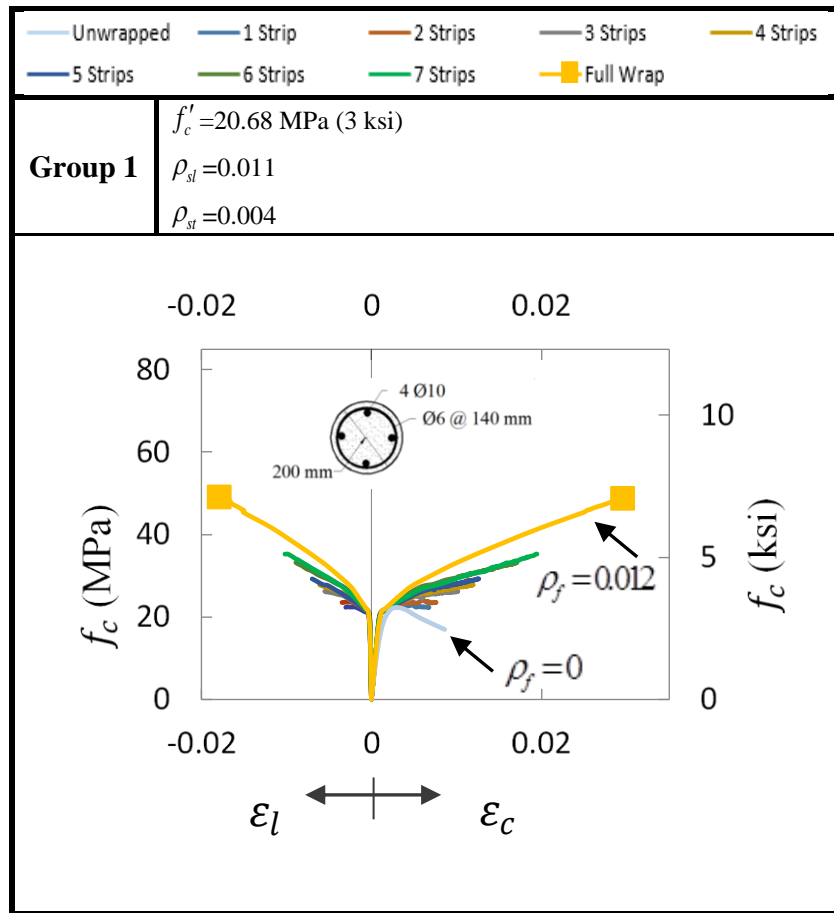 Unwrapped 1 Strip 2 Strips 3 Strips 4 Strips
5 Strips 6 Strips 7 Strips Full Wrap
Group 1
f′c =20.68 MPa (3 ksi)
ρsl =0.011
ρst =0.004
-0.02 0 0.02
80
60
40
20
0
fc (MPa)
4 Ø10
Ø6 @ 140 mm
200 mm
ρf =0.012
ρf =0
10
5
0
fc (ksi)
-0.02 0 0.02
εl εc